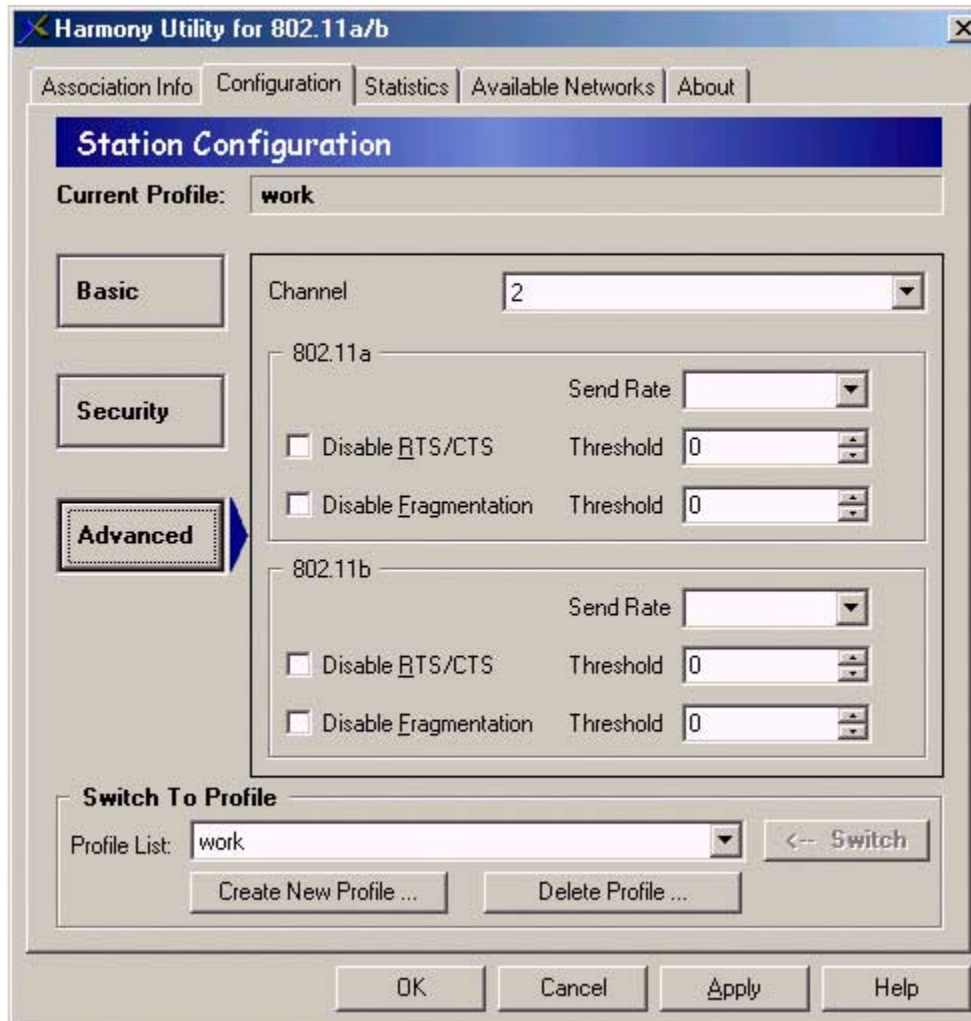 Harmony Utility for 802.11a/b
Association Info Configuration Statistics Available Networks About
Station Configuration
Current Profile: work
Basic
Security
Advanced
Channel 2
802.11a
Send Rate
Disable RTS/CTS Threshold 0
Disable Fragmentation Threshold 0
802.11b
Send Rate
Disable RTS/CTS Threshold 0
Disable Fragmentation Threshold 0
Switch To Profile
Profile List: work <-- Switch
Create New Profile ... Delete Profile ...
OK Cancel Apply Help